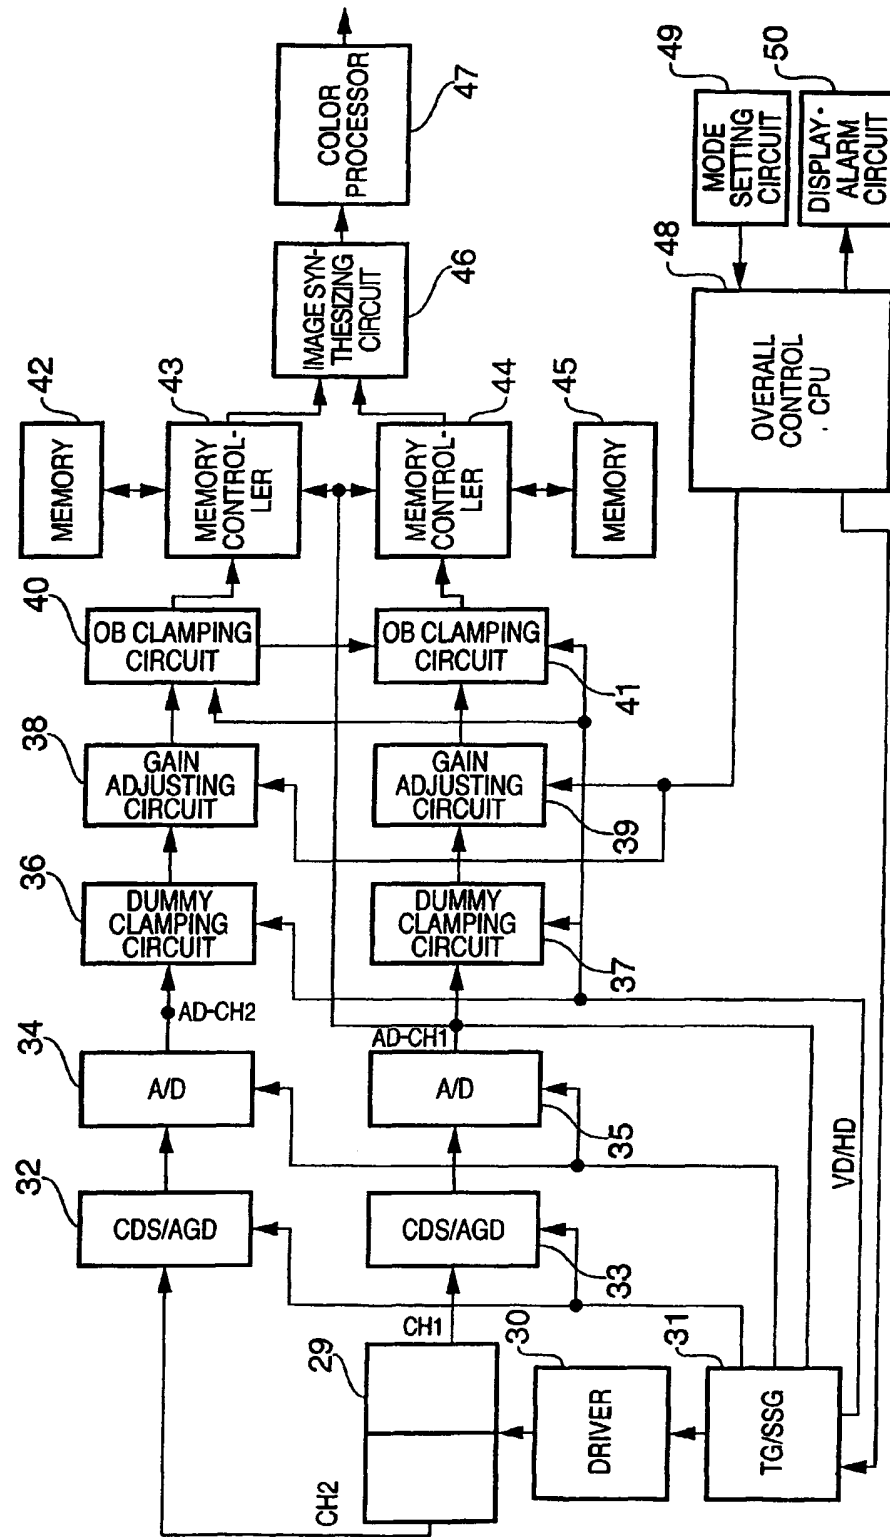 CH2
29
CH1
DRIVER
30
TG/SSG
31
32
CDS/AGD
CDS/AGD
33
34
A/D
A/D
35
AD-CH2
AD-CH1
VD/HD
36
DUMMY
CLAMPING
CIRCUIT
DUMMY
CLAMPING
CIRCUIT
37
38
GAIN
ADJUSTING
CIRCUIT
GAIN
ADJUSTING
CIRCUIT
39
40
OB CLAMPING
CIRCUIT
OB CLAMPING
CIRCUIT
41
42
MEMORY
43
MEMORY
CONTROL-
LER
MEMORY
CONTROL-
LER
44
MEMORY
45
IMAGE SYN-
THESIZING
CIRCUIT
46
COLOR
PROCESSOR
47
OVERALL
CONTROL
. CPU
48
MODE
SETTING
CIRCUIT
49
DISPLAY·
ALARM
CIRCUIT
50